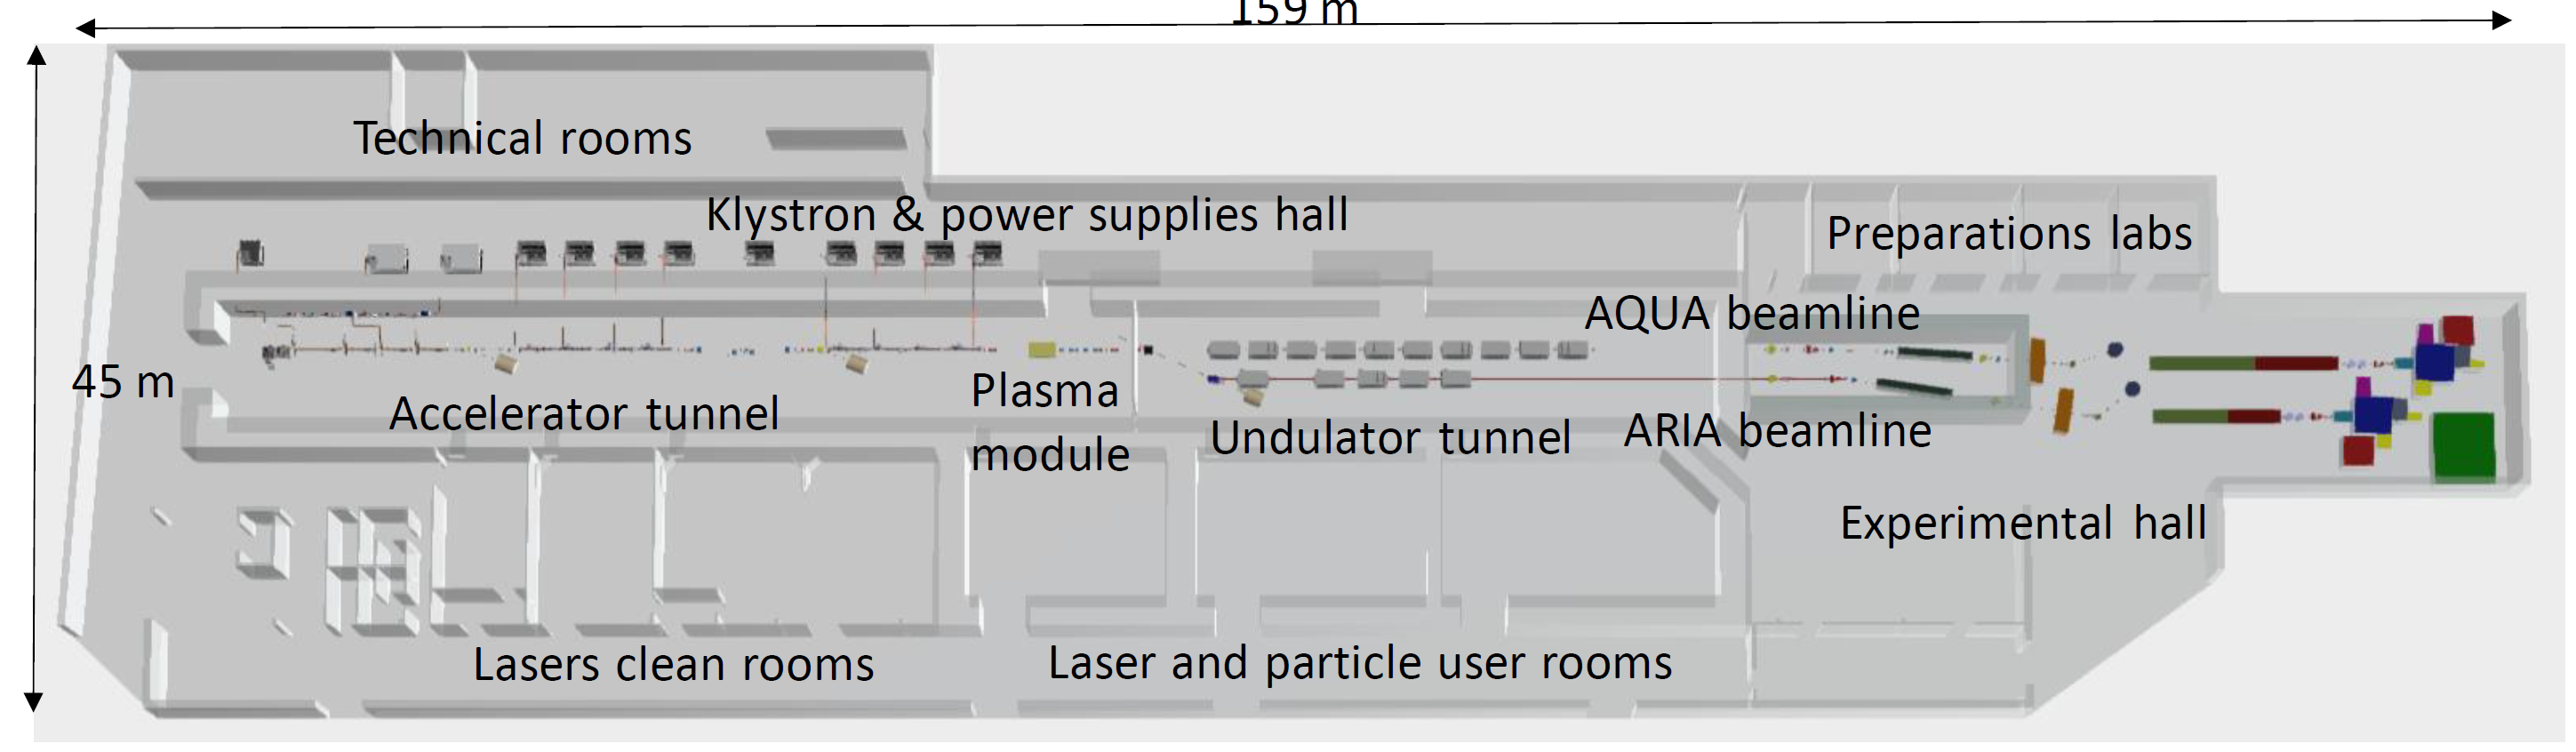 159 m
Technical rooms
Klystron & power supplies hall
Preparations labs
AQUA beamline
45 m
Accelerator tunnel
Plasma
module
Undulator tunnel
ARIA beamline
Experimental hall
Lasers clean rooms
Laser and particle user rooms